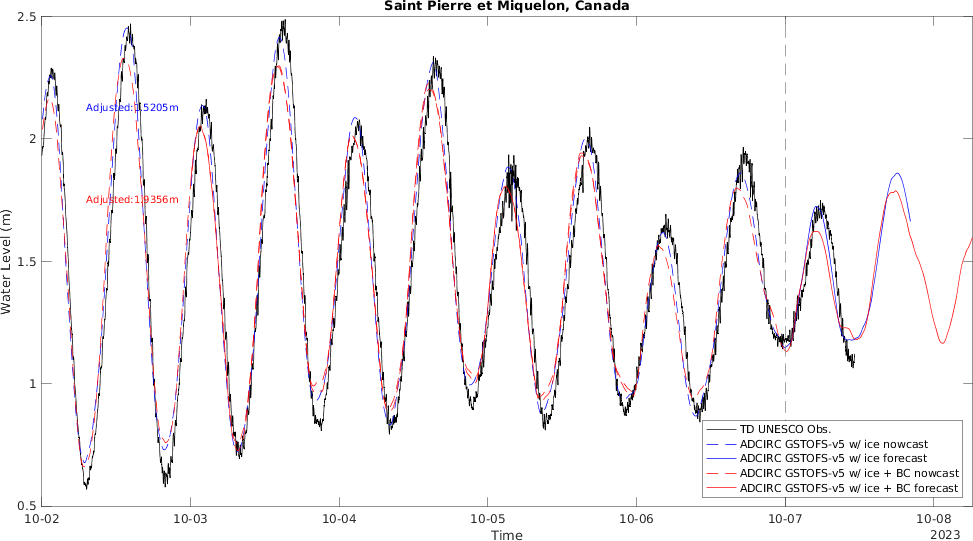 Saint Pierre et Miquelon, Canada
2.5
2
1.5
1
0.5
Water Level (m)
Adjusted:1.5205m
Adjusted:1.9356m
TD UNESCO Obs.
ADCIRC GSTOFS-v5 w/ ice nowcast
ADCIRC GSTOFS-v5 w/ ice forecast
ADCIRC GSTOFS-v5 w/ ice + BC nowcast
ADCIRC GSTOFS-v5 w/ ice + BC forecast
10-02 10-03 10-04 10-05 10-06 10-07 10-08
Time
2023